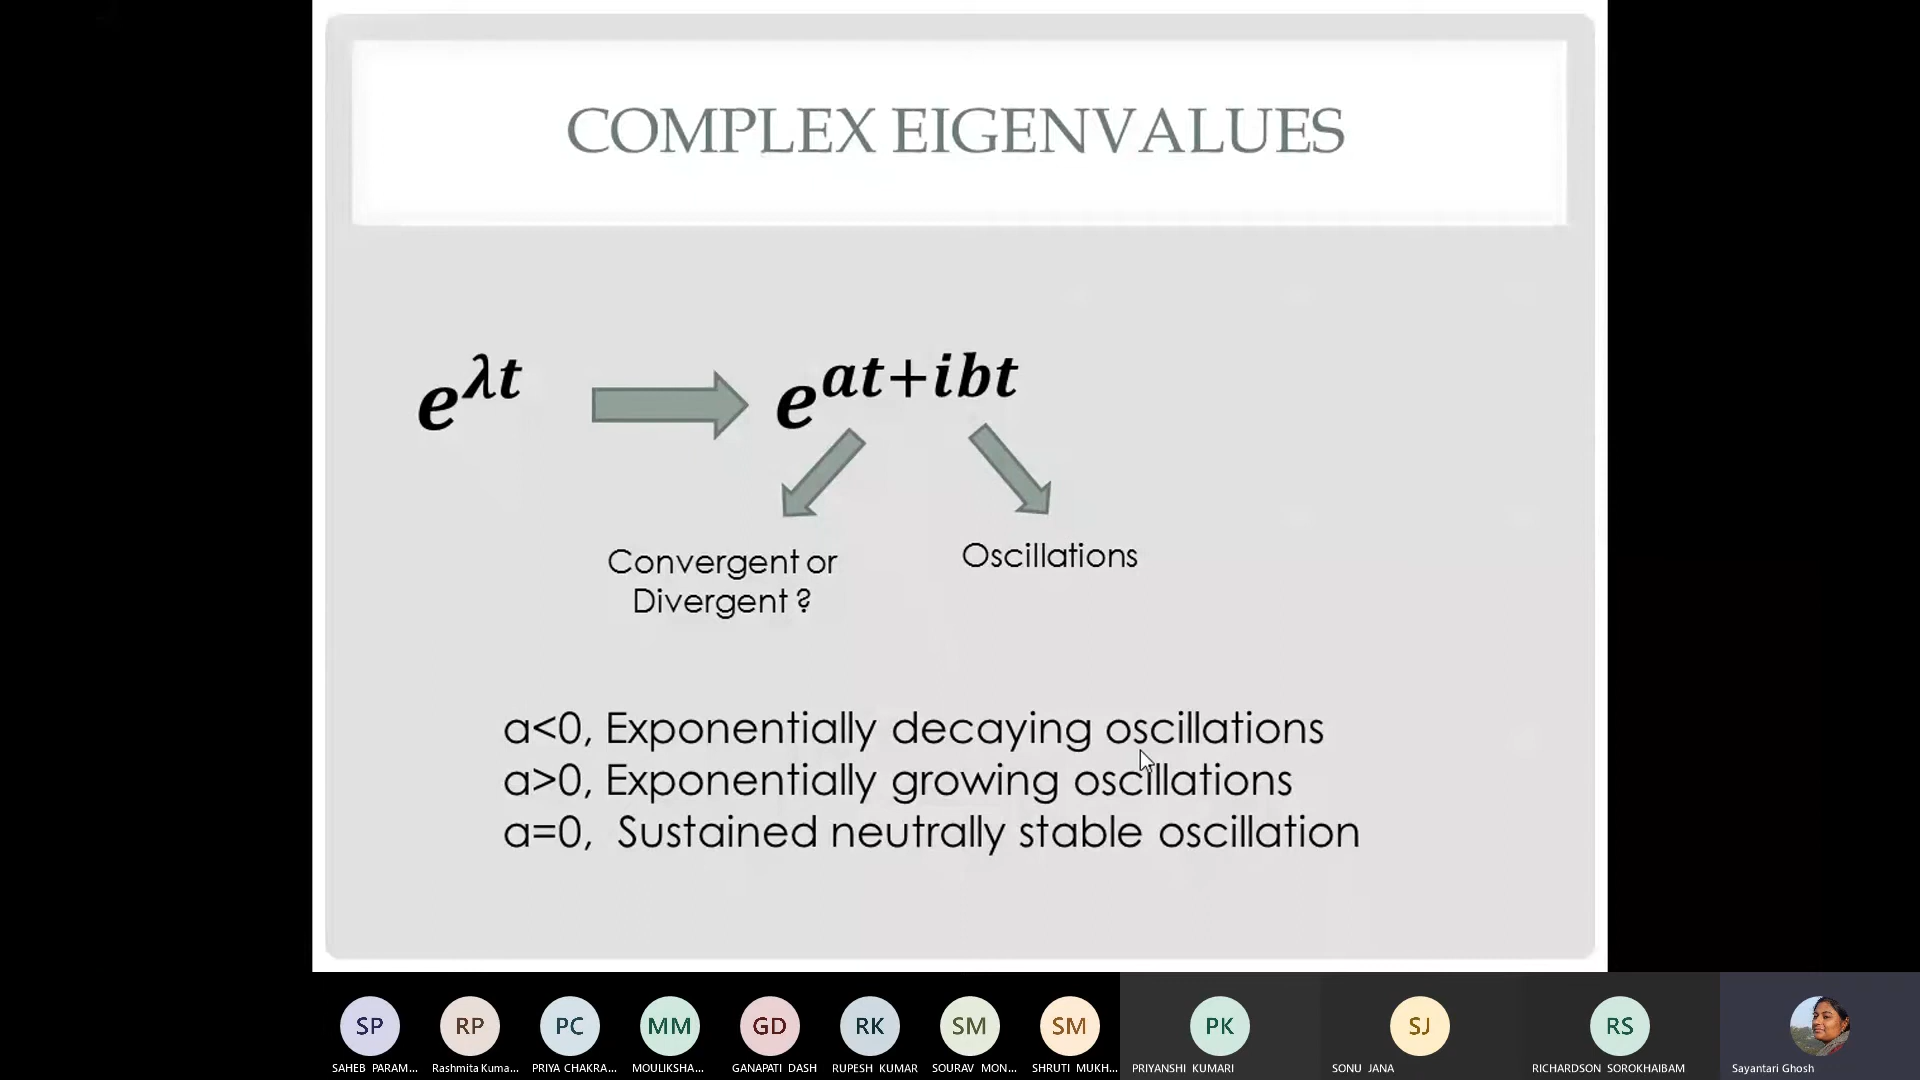 COMPLEX EIGENVALUES
e^{λt}
e^{at+ibt}
Convergent or
Divergent ?
Oscillations
a<0, Exponentially decaying oscillations
a>0, Exponentially growing oscillations
a=0, Sustained neutrally stable oscillation
SP RP PC MM GD RK SM SM PK SJ RS
SAHEB PARAM... Rashmita Kuma... PRIYA CHAKRA... MOULIKSHA... GANAPATI DASH RUPESH KUMAR SOURAV MON... SHRUTI MUKH... PRIYANSHI KUMARI SONU JANA RICHARDSON SOROKHAIBAM Sayantari Ghosh